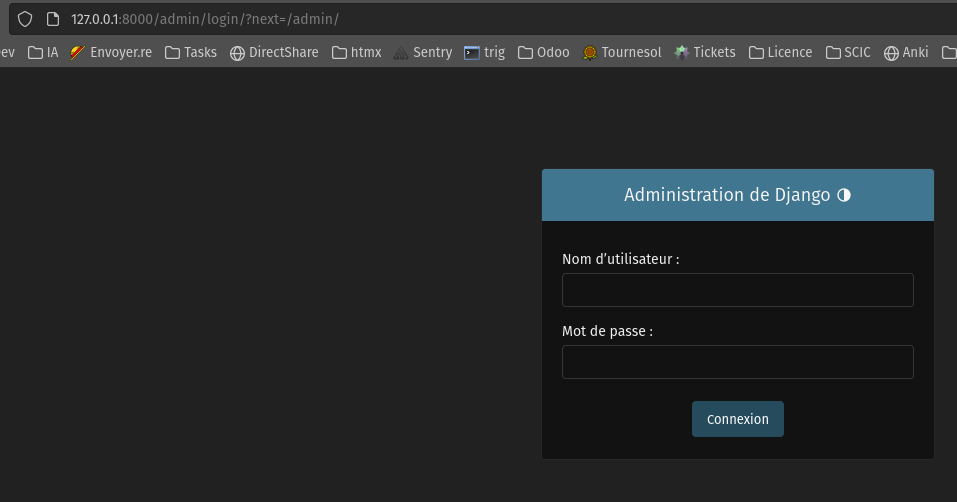 127.0.0.1:8000/admin/login/?next=/admin/
ev IA Envoyer.re Tasks DirectShare htmx Sentry trig Odoo Tournesol Tickets Licence SCIC Anki
Administration de Django
Nom d’utilisateur :
Mot de passe :
Connexion